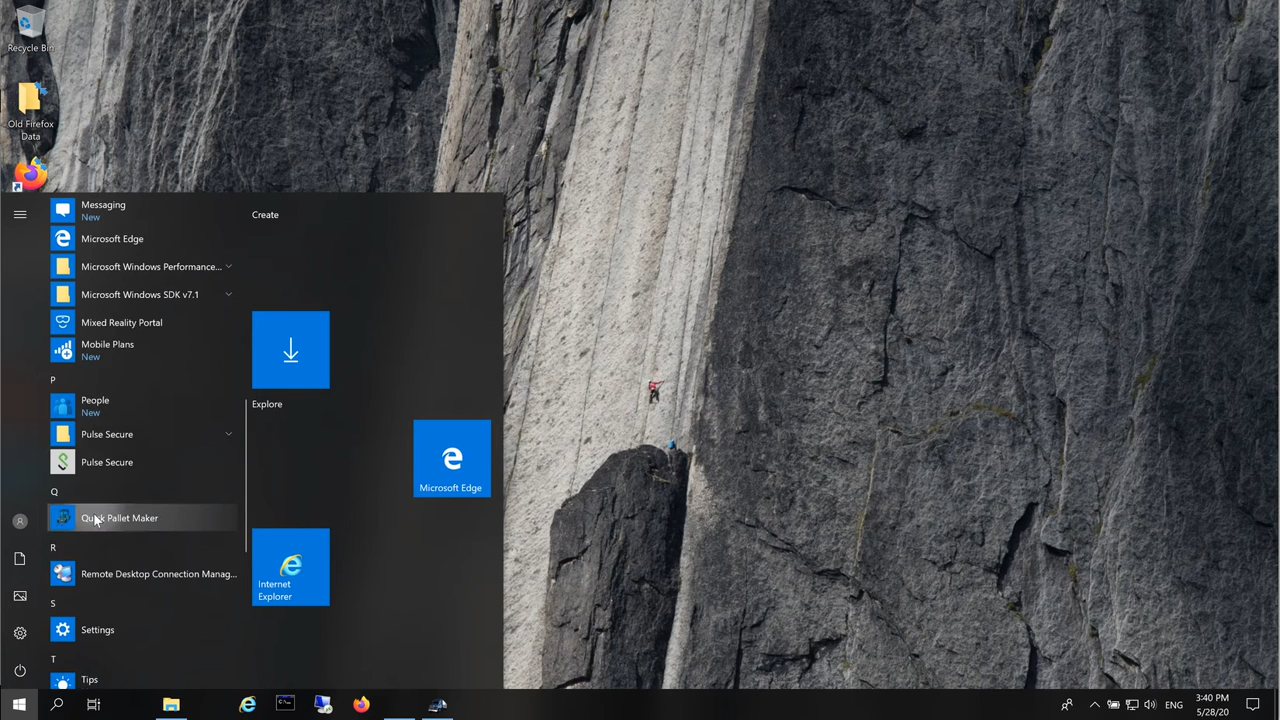 Recycle Bin
Old Firefox
Data
Messaging
New
Microsoft Edge
Microsoft Windows Performance...
Microsoft Windows SDK v7.1
Mixed Reality Portal
Mobile Plans
New
P
People
New
Pulse Secure
Pulse Secure
Q
Quick Pallet Maker
R
Remote Desktop Connection Manag...
S
Settings
T
Tips
Create
Explore
Microsoft Edge
Internet
Explorer
ENG
3:40 PM
5/28/20